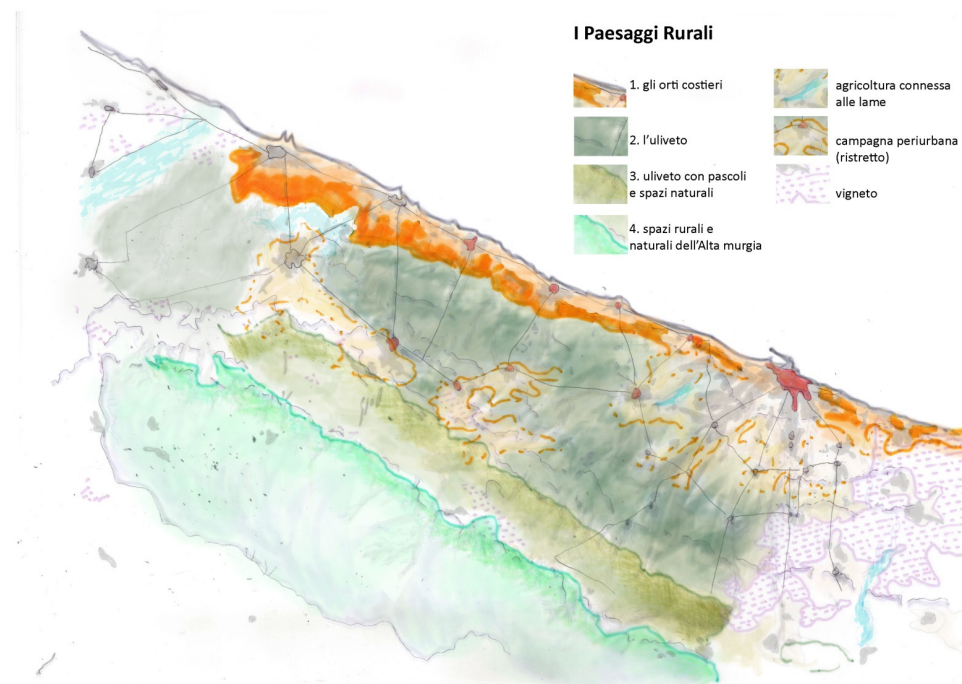 I Paesaggi Rurali
1. gli orti costieri
2. l'uliveto
3. uliveto con pascoli
e spazi naturali
4. spazi rurali e
naturali dell'Alta murgia
agricoltura connessa
alle lame
campagna periurbana
(ristretto)
vigneto